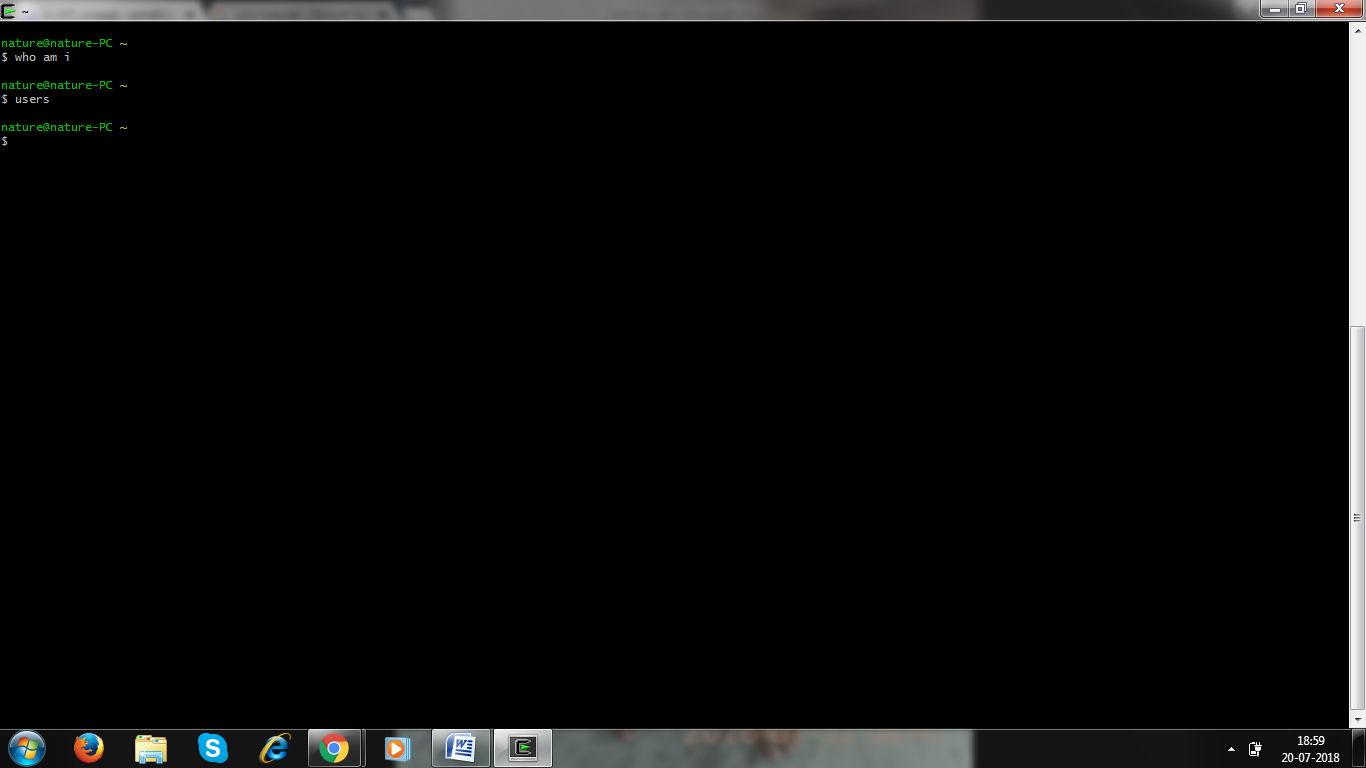 ~
nature@nature-PC ~
$ who am i
nature@nature-PC ~
$ users
nature@nature-PC ~
$
18:59
20-07-2018